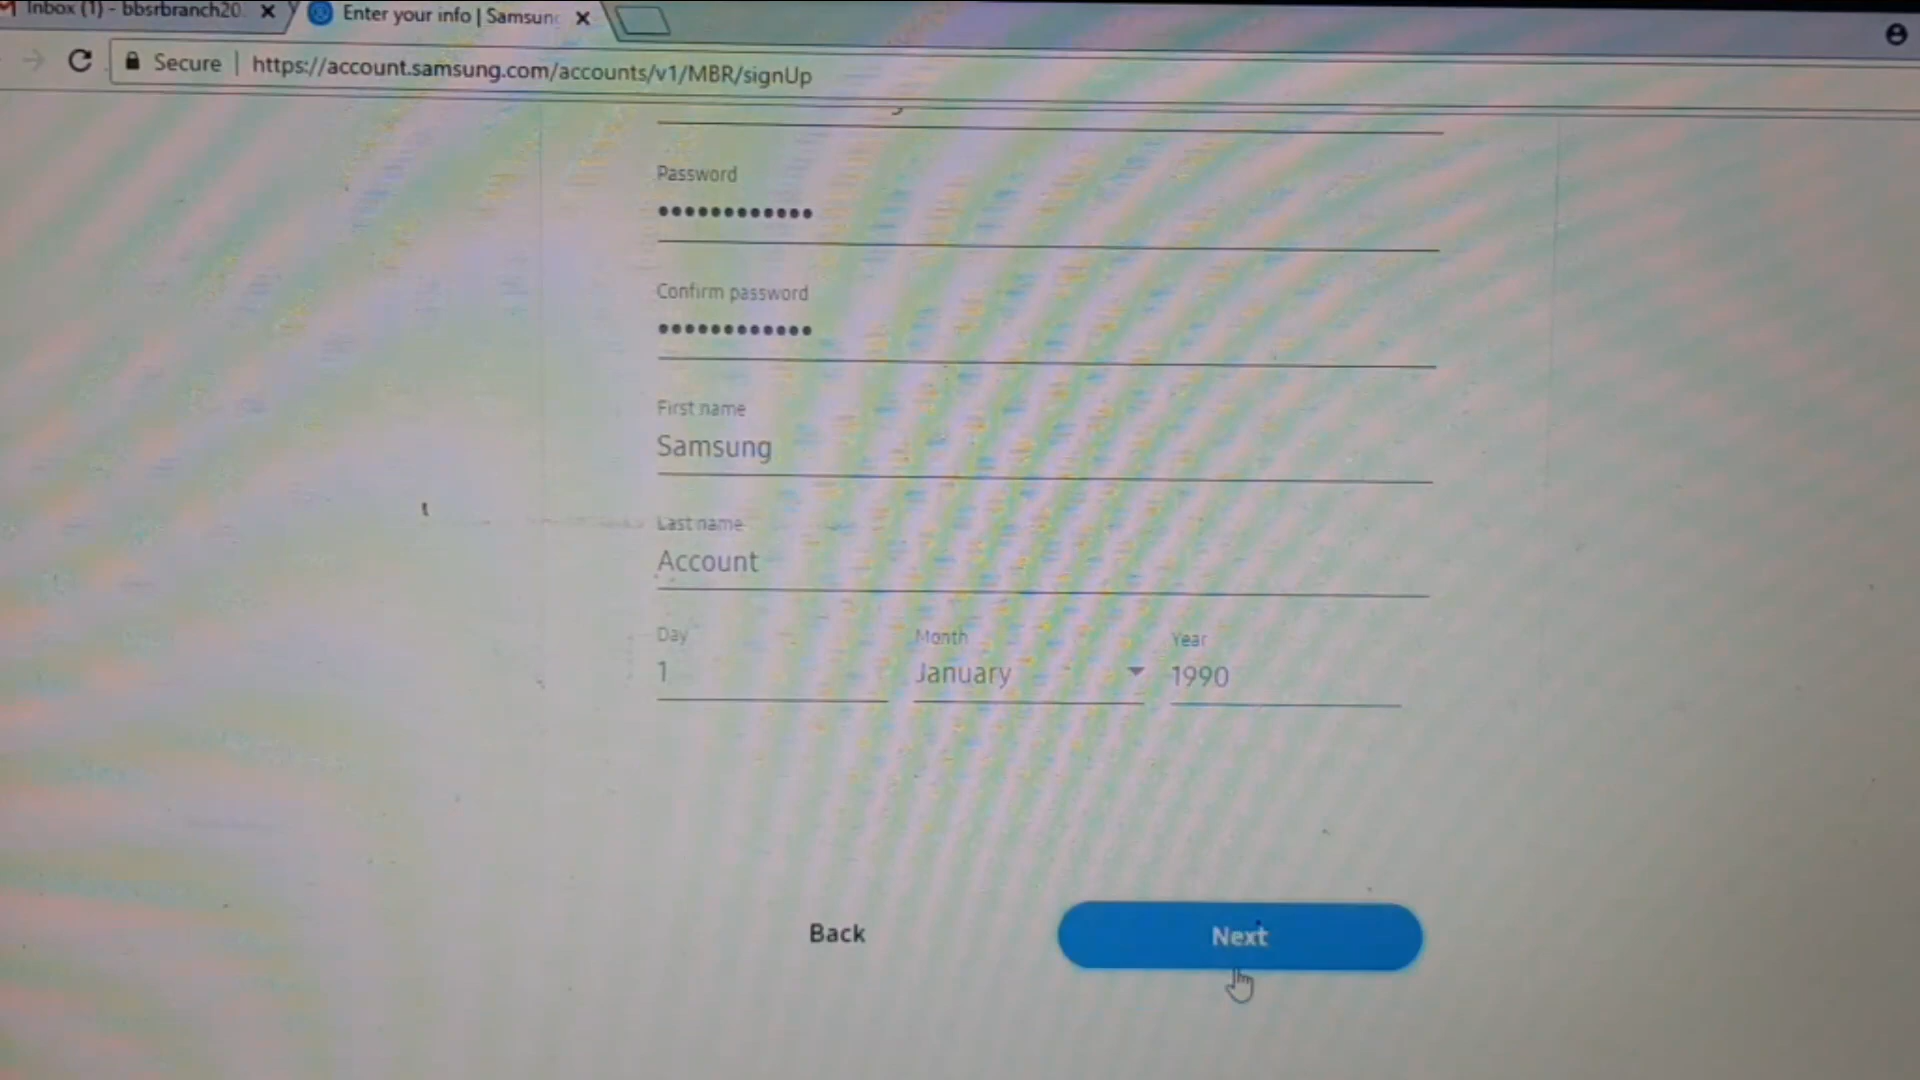 Inbox (1) - bbsrbranch20
Enter your info | Samsung
Secure | https://account.samsung.com/accounts/v1/MBR/signUp
Password
••••••••••••
Confirm password
••••••••••••
First name
Samsung
Last name
Account
Day Month Year
1 January 1990
Back Next